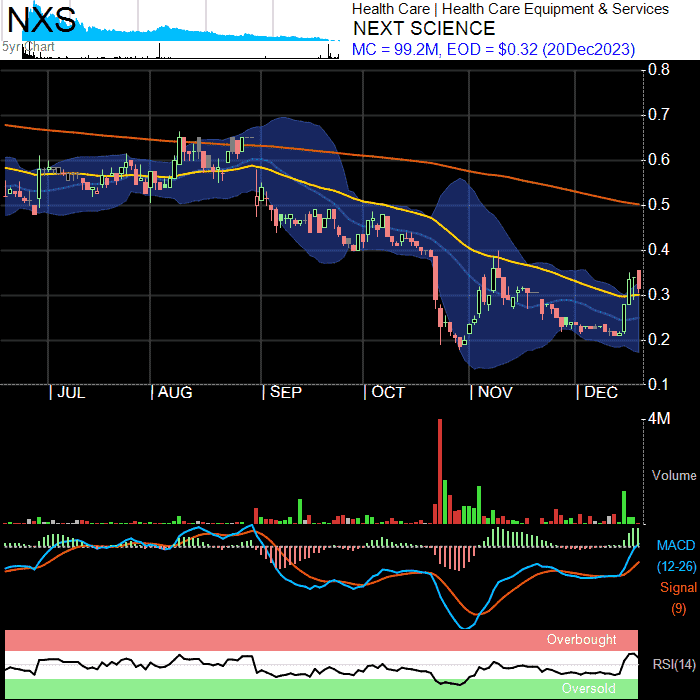 NXS
5yr Chart
Health Care | Health Care Equipment & Services
NEXT SCIENCE
MC = 99.2M, EOD = $0.32 (20Dec2023)
0.8
0.7
0.6
0.5
0.4
0.3
0.2
0.1
| JUL | AUG | SEP | OCT | NOV | DEC
4M
Volume
MACD
(12-26)
Signal
(9)
Overbought
RSI(14)
Oversold